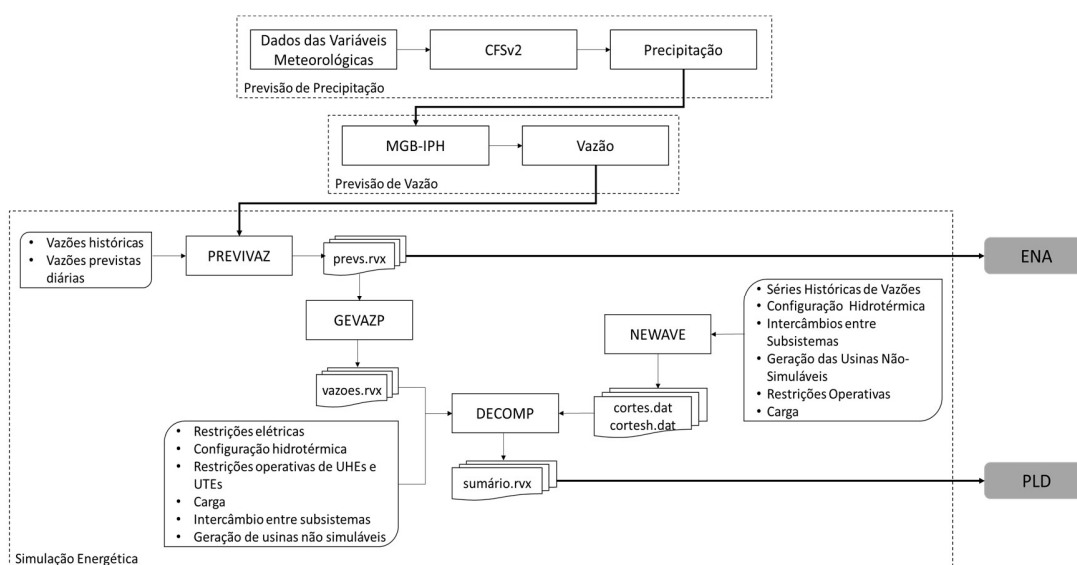 Dados das Variáveis
Meteorológicas
CFSv2
Precipitação
Previsão de Precipitação
MGB-IPH
Vazão
Previsão de Vazão
• Vazões históricas
• Vazões previstas
diárias
PREVIVAZ
prevs.rvx
ENA
GEVAZP
NEWAVE
• Séries Históricas de Vazões
• Configuração Hidrotérmica
• Intercâmbios entre
Subsistemas
• Geração das Usinas Não-
Simuláveis
• Restrições Operativas
• Carga
vazoes.rvx
DECOMP
cortes.dat
cortesh.dat
• Restrições elétricas
• Configuração hidrotérmica
• Restrições operativas de UHEs e
UTEs
• Carga
• Intercâmbio entre subsistemas
• Geração de usinas não simuláveis
sumário.rvx
PLD
Simulação Energética